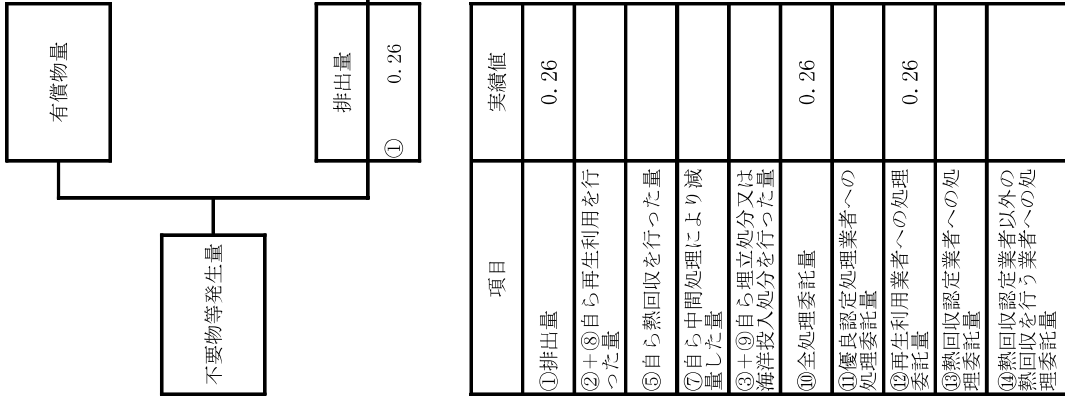 有償物量
不要物等発生量
排出量
① 0.26
項目 実績値
①排出量 0.26
②＋⑧自ら再生利用を行
った量
⑤自ら熱回収を行った量
⑦自ら中間処理により減
量した量
③＋⑨自ら埋立処分又は
海洋投入処分を行った量
⑩全処理委託量 0.26
⑪優良認定処理業者への
処理委託量
⑫再生利用業者への処理
委託量 0.26
⑬熱回収認定業者への処
理委託量
⑭熱回収認定業者以外の
熱回収を行う業者への処
理委託量